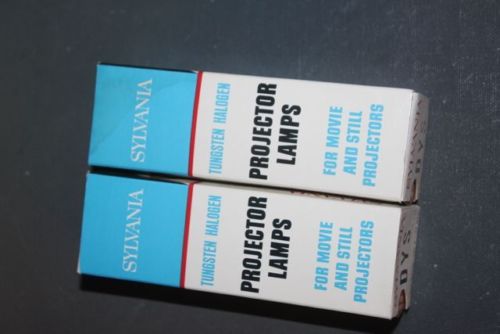 SYLVANIA
TUNGSTEN HALOGEN
PROJECTOR
LAMPS
FOR MOVIE
AND STILL
PROJECTORS
SYLVANIA
TUNGSTEN HALOGEN
PROJECTOR
LAMPS
FOR MOVIE
AND STILL
PROJECTORS
DYS